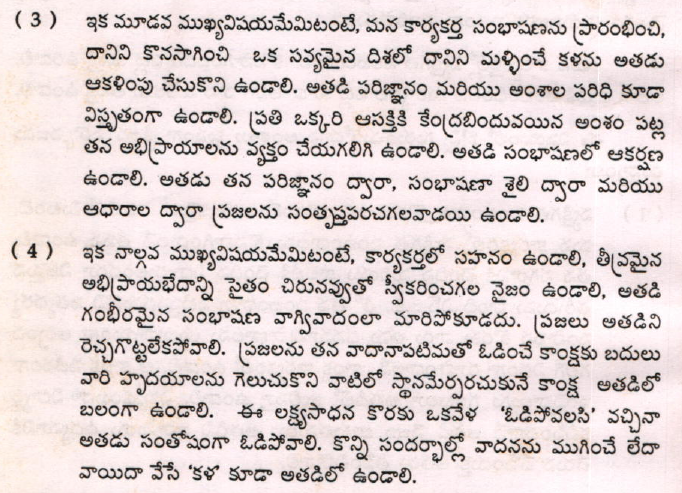 ( 3 ) ఇక మూడవ ముఖ్యవిషయమేమిటంటే, మన కార్యకర్త సంభాషణను ప్రారంభించి,
దానిని కొనసాగించి ఒక సవ్యమైన దిశలో దానిని మళ్ళించే కళను అతడు
ఆకళింపు చేసుకొని ఉండాలి. అతడి పరిజ్ఞానం మరియు అంశాల పరిధి కూడా
విస్తృతంగా ఉండాలి. ప్రతి ఒక్కరి ఆసక్తికి కేంద్రబిందువయిన అంశం పట్ల
తన అభిప్రాయాలను వ్యక్తం చేయగలిగి ఉండాలి. అతడి సంభాషణలో ఆకర్షణ
ఉండాలి. అతడు తన పరిజ్ఞానం ద్వారా, సంభాషణా శైలి ద్వారా మరియు
ఆధారాల ద్వారా ప్రజలను సంతృప్తపరచగలవాడయి ఉండాలి.
( 4 ) ఇక నాల్గవ ముఖ్యవిషయమేమిటంటే, కార్యకర్తలో సహనం ఉండాలి, తీవ్రమైన
అభిప్రాయభేదాన్ని సైతం చిరునవ్వుతో స్వీకరించగల నైజం ఉండాలి, అతడి
గంభీరమైన సంభాషణ వాగ్వివాదంలా మారిపోకూడదు. ప్రజలు అతడిని
రెచ్చగొట్టలేకపోవాలి. ప్రజలను తన వాదానాపటిమతో ఓడించే కాంక్షకు బదులు
వారి హృదయాలను గెలుచుకొని వాటిలో స్థానమేర్పరచుకునే కాంక్ష అతడిలో
బలంగా ఉండాలి. ఈ లక్ష్యసాధన కొరకు ఒకవేళ 'ఓడిపోవలసి' వచ్చినా
అతడు సంతోషంగా ఓడిపోవాలి. కొన్ని సందర్భాల్లో వాదనను ముగించే లేదా
వాయిదా వేసే 'కళ' కూడా అతడిలో ఉండాలి.